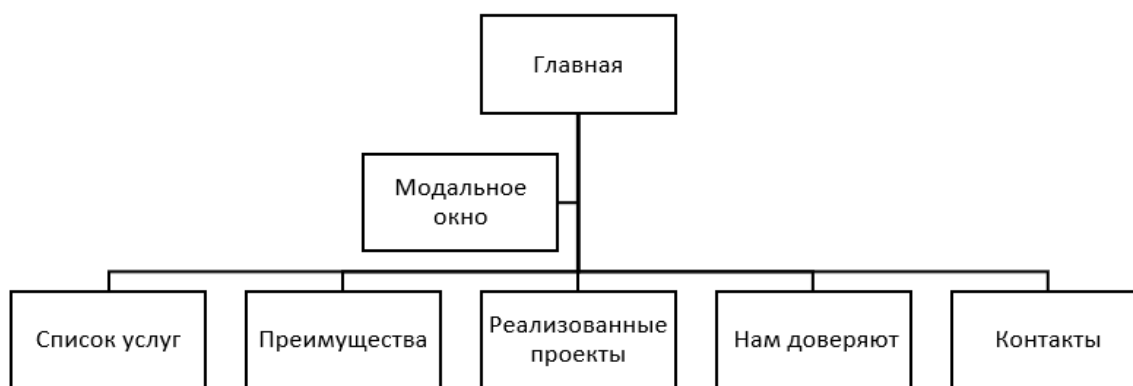 Главная
Модальное
окно
Список услуг
Преимущества
Реализованные
проекты
Нам доверяют
Контакты